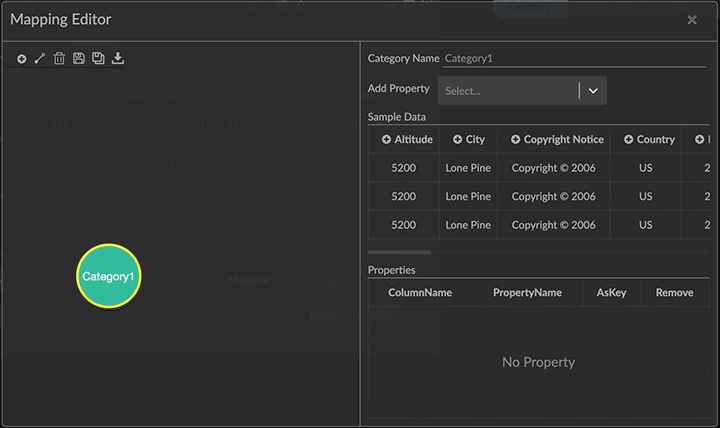 Mapping Editor
Category Name Category1
Add Property Select...
Sample Data
Altitude City Copyright Notice Country
5200 Lone Pine Copyright © 2006 US 2
5200 Lone Pine Copyright © 2006 US 2
5200 Lone Pine Copyright © 2006 US 2
Category1
Mapping
Properties
ColumnName PropertyName AsKey Remove
No Property